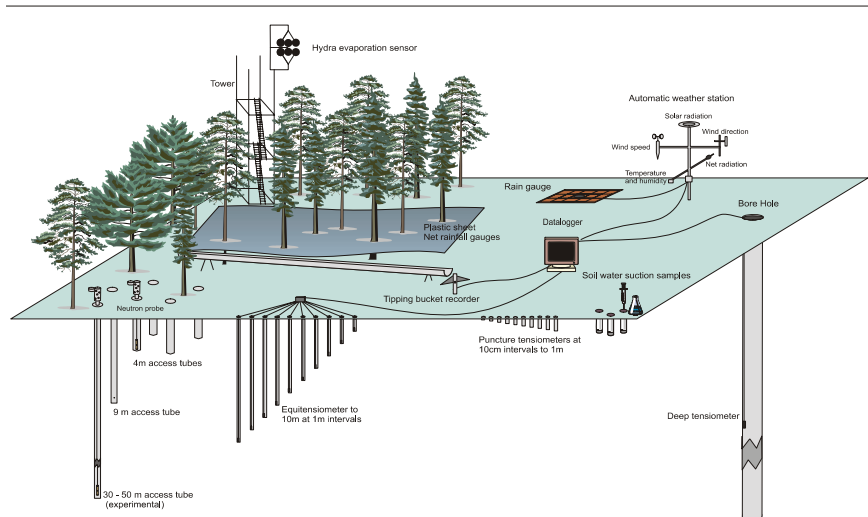 Hydra evaporation sensor
Tower
Automatic weather station
Solar radiation
Wind direction
Wind speed
Net radiation
Temperature
and humidity
Rain gauge
Bore Hole
Plastic sheet
Net rainfall gauges
Datalogger
Soil water suction samples
Tipping bucket recorder
Neutron probe
Puncture tensiometers at
10cm intervals to 1m
4m access tubes
9 m access tube
Equitensiometer to
10m at 1m intervals
Deep tensiometer
30 - 50 m access tube
(experimental)